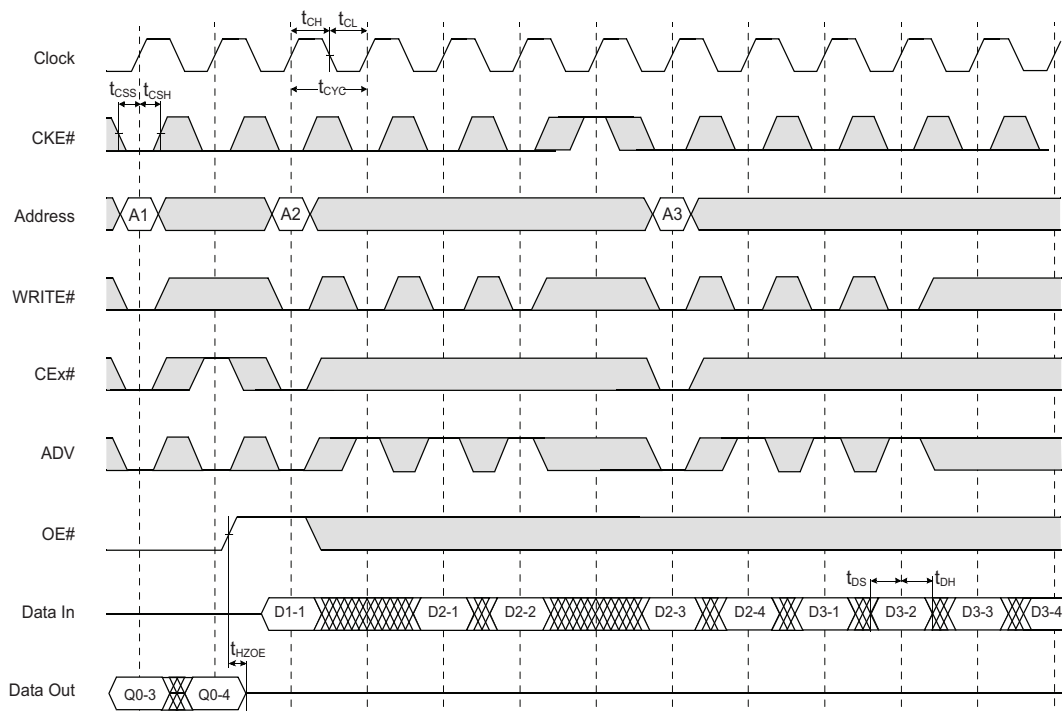 tCH tCL
Clock
tCSS tCSH tCYC
CKE#
Address A1 A2 A3
WRITE#
CEx#
ADV
OE#
tDS tDH
Data In D1-1 D2-1 D2-2 D2-3 D2-4 D3-1 D3-2 D3-3 D3-4
tHZOE
Data Out Q0-3 Q0-4